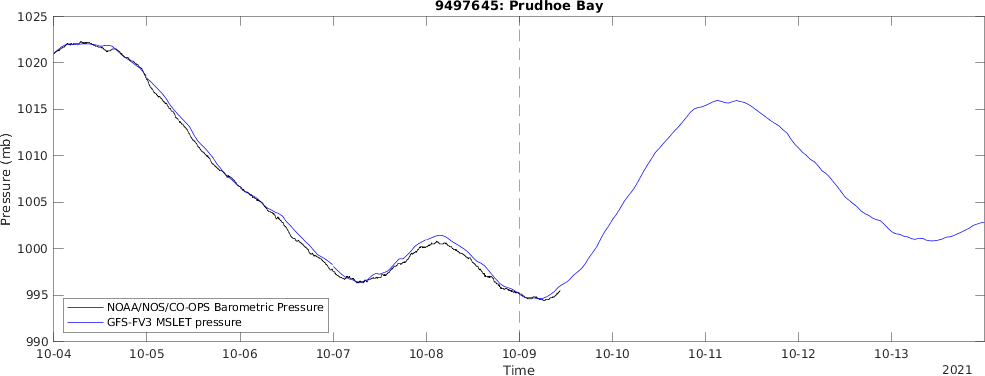 9497645: Prudhoe Bay
1025
1020
1015
1010
1005
1000
995
990
Pressure (mb)
NOAA/NOS/CO-OPS Barometric Pressure
GFS-FV3 MSLET pressure
10-04 10-05 10-06 10-07 10-08 10-09 10-10 10-11 10-12 10-13
Time
2021